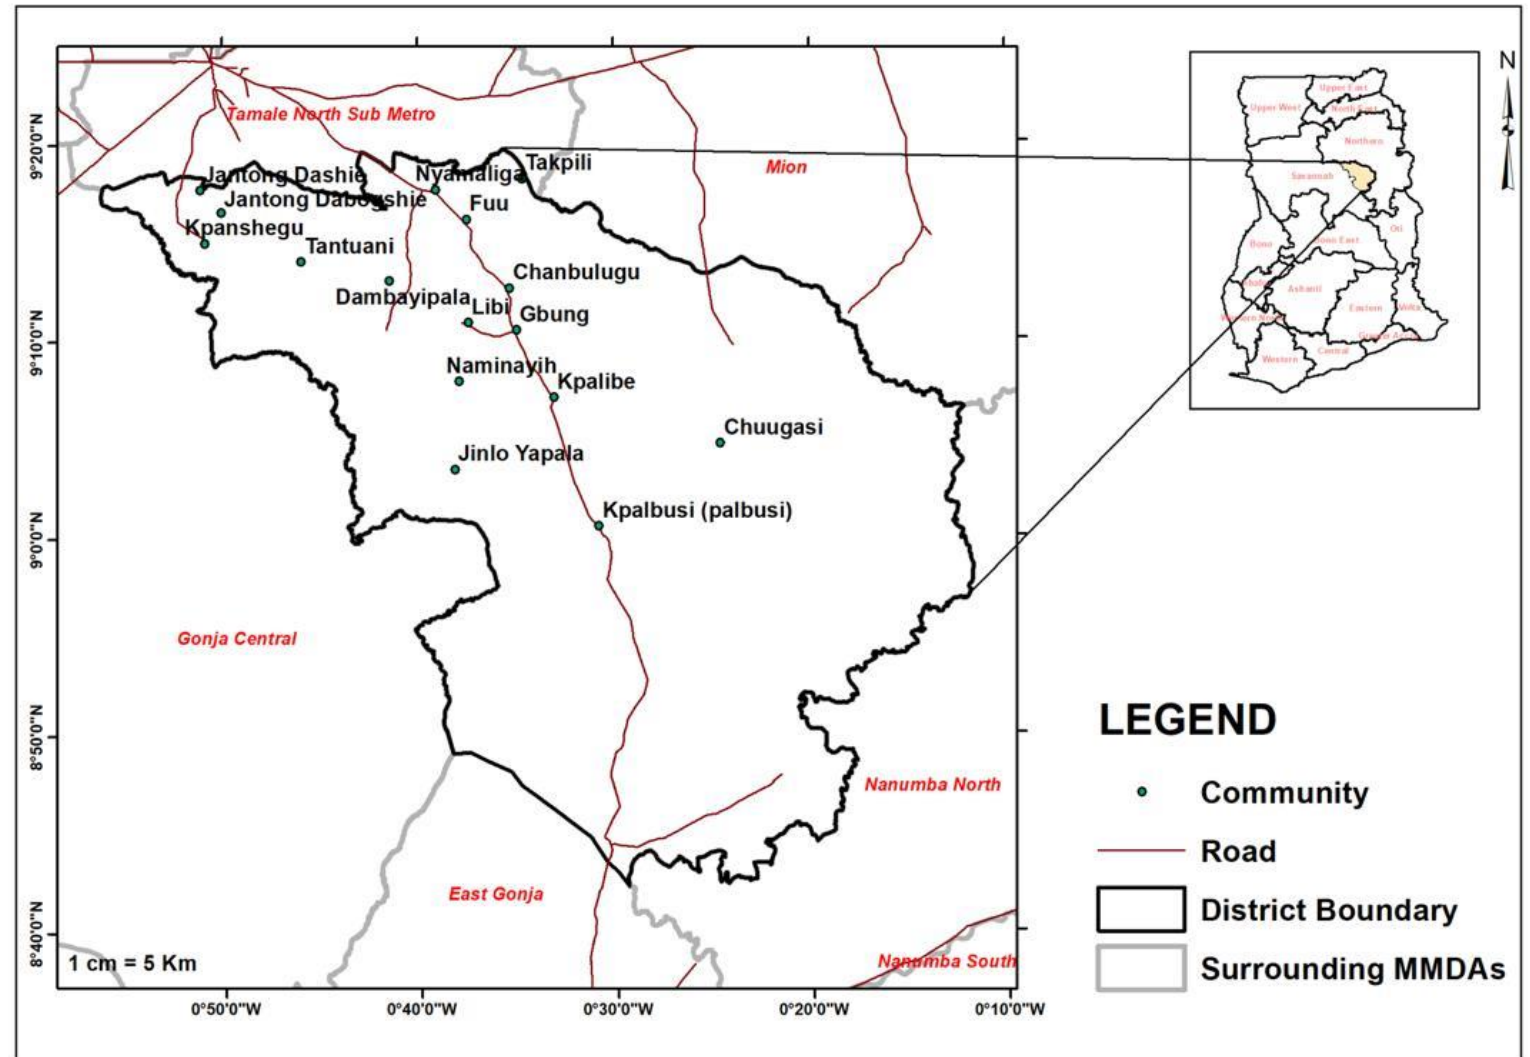 Tamale North Sub Metro
Mion
Jantong Dashie
Nyamaliga
Takpili
Jantong Dabogshie
Fuu
Kpanshegu
Tantuani
Chanbulugu
Dambayipala
Libi
Gbung
Naminayih
Kpalibe
Chuugasi
Jinlo Yapala
Kpalbusi (palbusi)
Gonja Central
Nanumba North
East Gonja
Nanumba South
1 cm = 5 Km
9°20'0"N
9°10'0"N
9°0'0"N
8°50'0"N
8°40'0"N
0°50'0"W
0°40'0"W
0°30'0"W
0°20'0"W
0°10'0"W
N
Upper East
Upper West
North East
Northern
Savannah
Oti
Bono
Bono East
Ashanti
Eastern
Volta
Western North
Greater Accra
Central
Western
LEGEND
Community
Road
District Boundary
Surrounding MMDAs